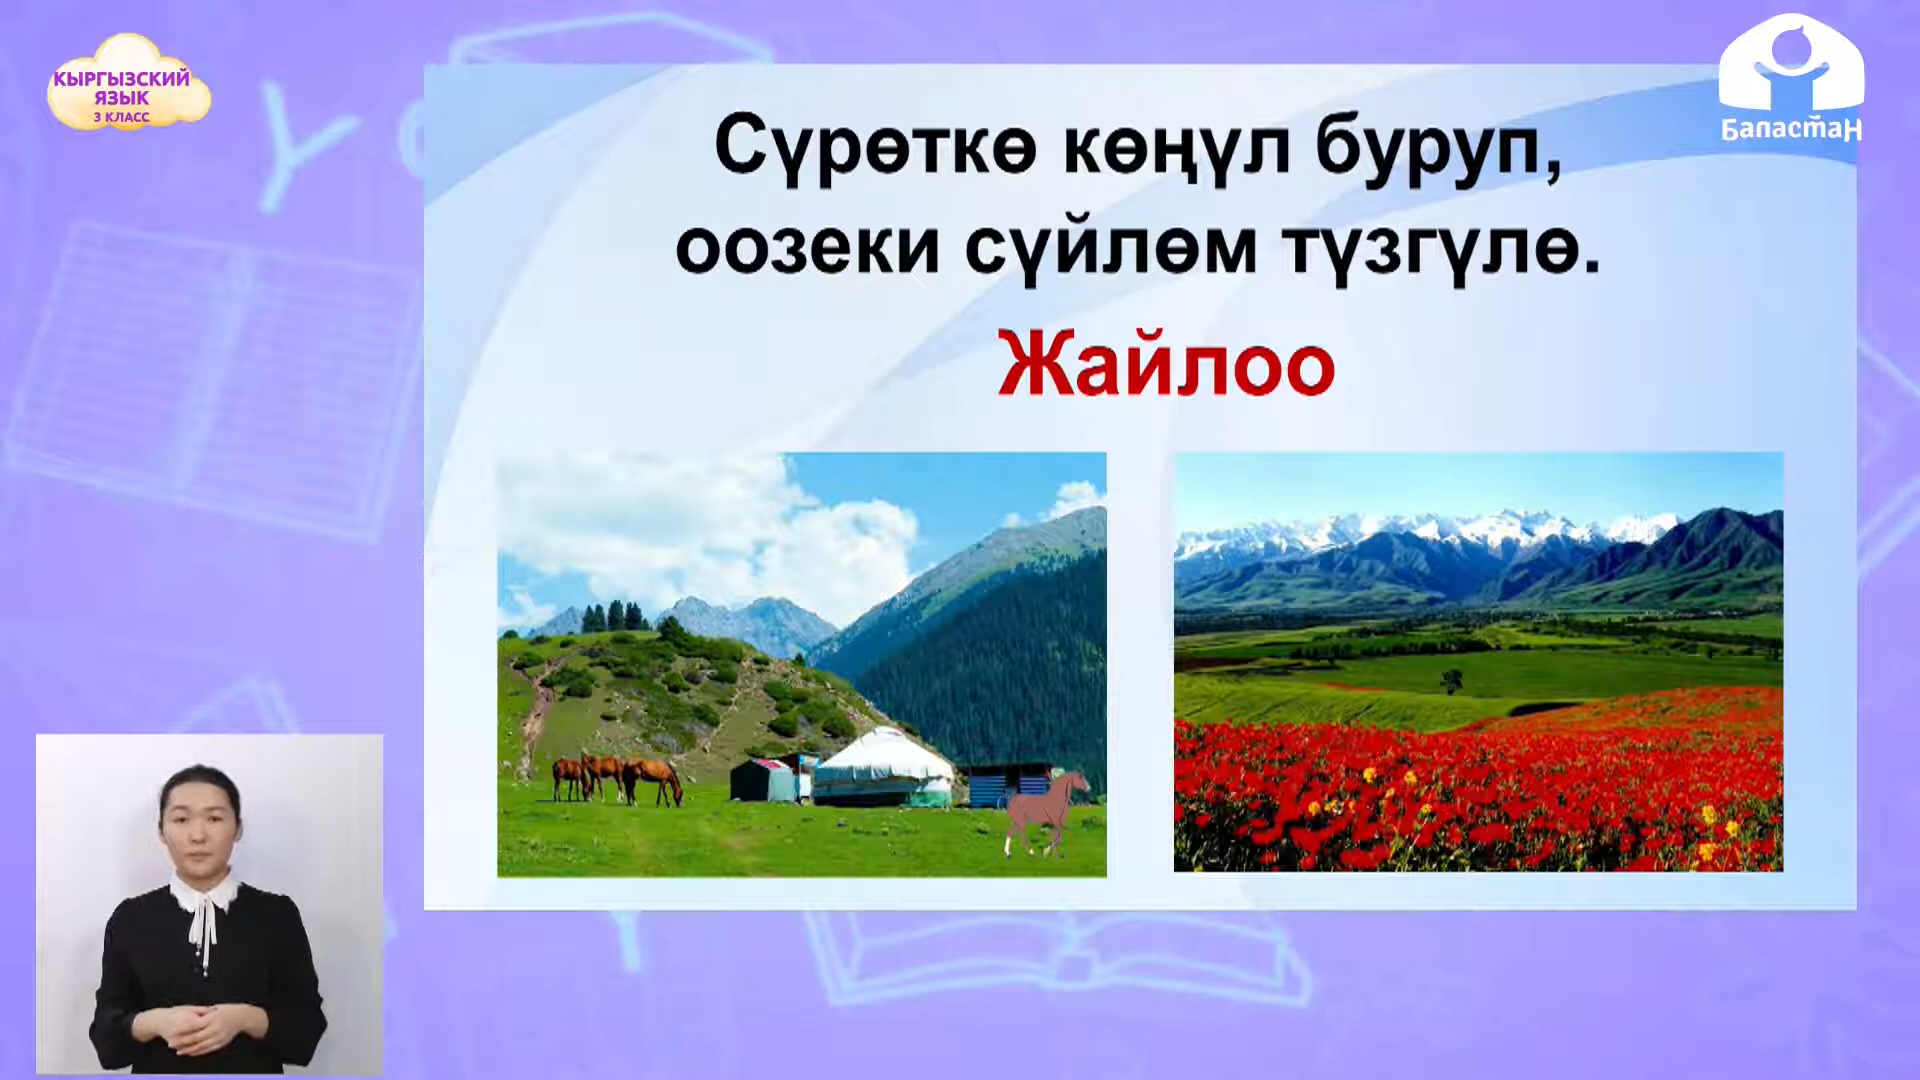 КЫРГЫЗСКИЙ
ЯЗЫК
3 КЛАСС
Баластан
Сүрөткө көңүл буруп,
оозеки сүйлөм түзгүлө.
Жайлоо